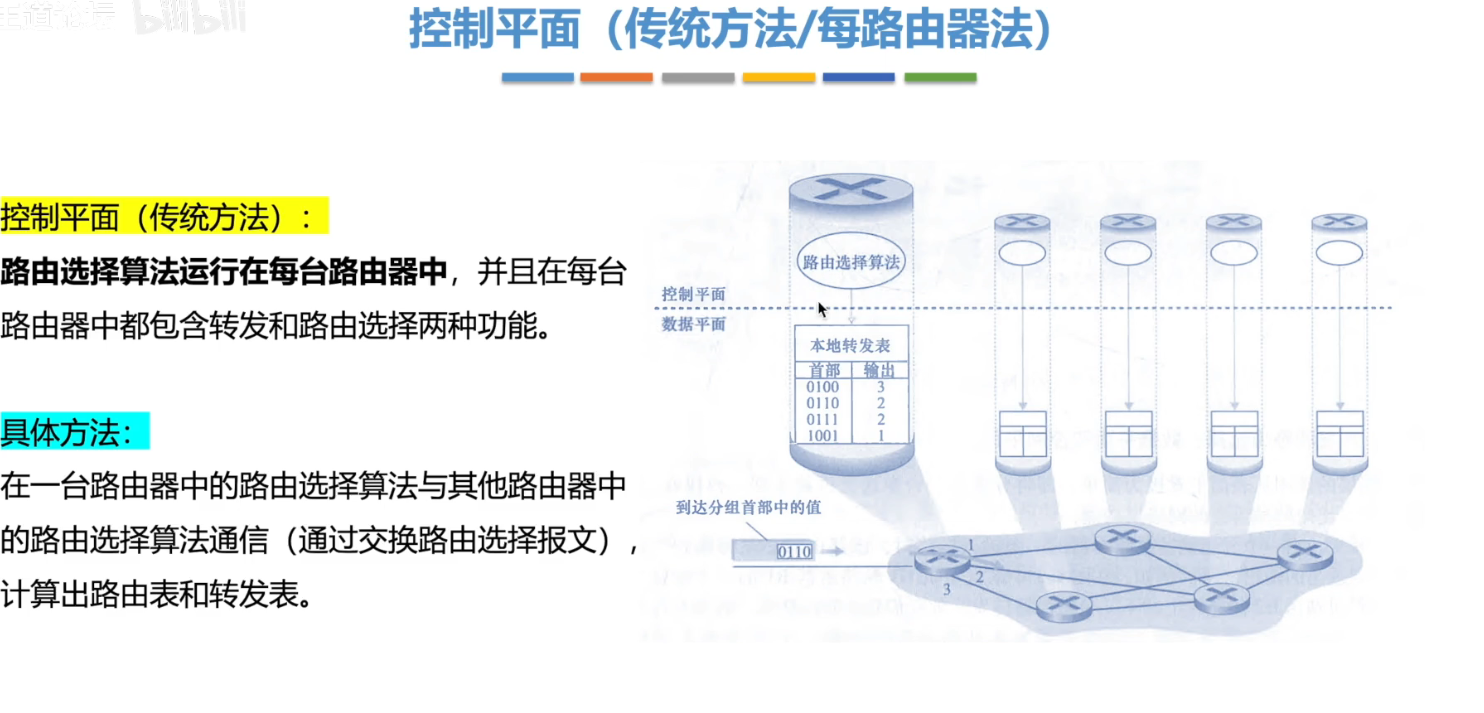 王道论坛 bilibili
控制平面（传统方法/每路由器法）
控制平面（传统方法）：
路由选择算法运行在每台路由器中，并且在每台
路由器中都包含转发和路由选择两种功能。
具体方法：
在一台路由器中的路由选择算法与其他路由器中
的路由选择算法通信（通过交换路由选择报文），
计算出路由表和转发表。
路由选择算法
控制平面
数据平面
本地转发表
首部 输出
0100 3
0110 2
0111 2
1001 1
到达分组首部中的值
0110
1
2
3